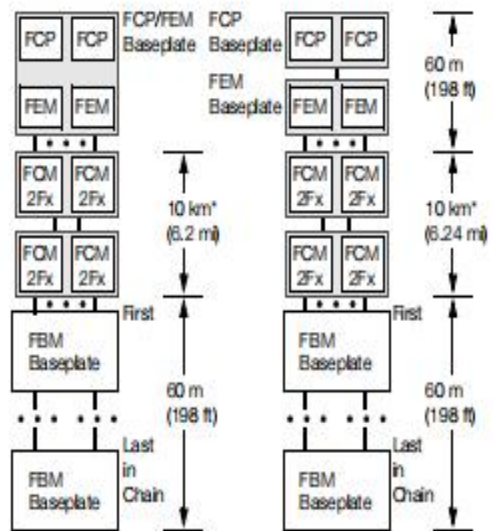 FCP FCP
FCP/FEM
Baseplate
FEM FEM
FCM FCM
2Fx 2Fx
FCM FCM
2Fx 2Fx
10 km*
(6.2 mi)
First
FBM
Baseplate
60 m
(198 ft)
Last
in
Chain
FBM
Baseplate
FCP
Baseplate
FCP FCP
FEM
Baseplate
FEM FEM
60 m
(198 ft)
FCM FCM
2Fx 2Fx
FCM FCM
2Fx 2Fx
10 km*
(6.24 mi)
First
FBM
Baseplate
60 m
(198 ft)
Last
in
Chain
FBM
Baseplate